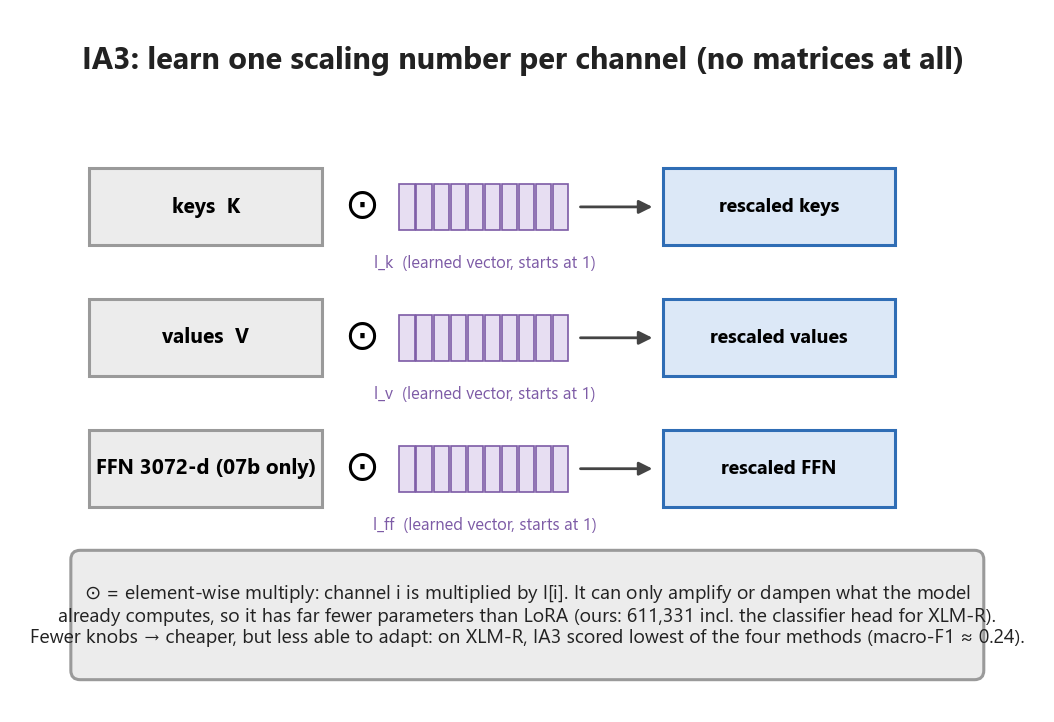 IA3: learn one scaling number per channel (no matrices at all)
keys K
⊙
rescaled keys
l_k (learned vector, starts at 1)
values V
⊙
rescaled values
l_v (learned vector, starts at 1)
FFN 3072-d (07b only)
⊙
rescaled FFN
l_ff (learned vector, starts at 1)
⊙ = element-wise multiply: channel i is multiplied by l[i]. It can only amplify or dampen what the model
already computes, so it has far fewer parameters than LoRA (ours: 611,331 incl. the classifier head for XLM-R).
Fewer knobs → cheaper, but less able to adapt: on XLM-R, IA3 scored lowest of the four methods (macro-F1 ≈ 0.24).